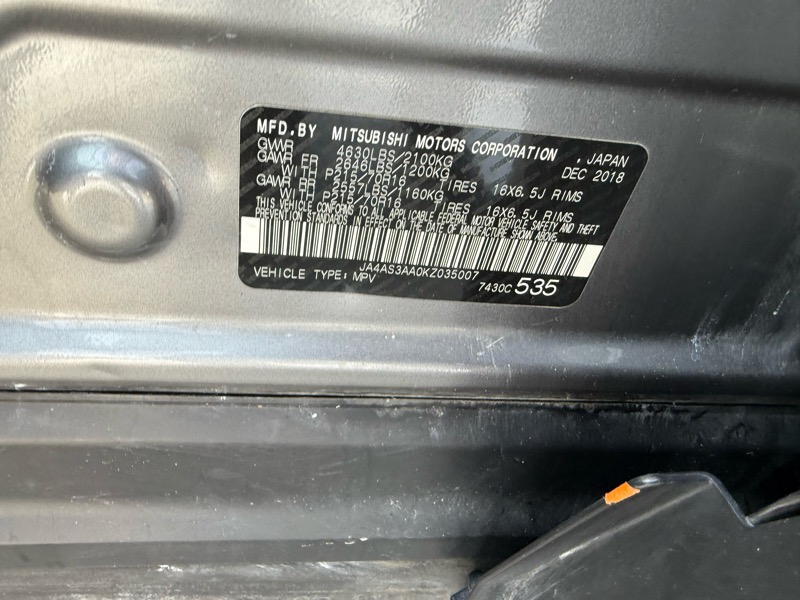 MFD.BY MITSUBISHI MOTORS CORPORATION , JAPAN
GVWR 4630LBS/2100KG DEC 2018
GAWR FR 2646LBS/1200KG
WITH P215/70R16 TIRES 16X6.5J RIMS
GAWR RR 2557LBS/1160KG
WITH P215/70R16 TIRES 16X6.5J RIMS
THIS VEHICLE CONFORMS TO ALL APPLICABLE FEDERAL MOTOR VEHICLE SAFETY AND THEFT
PREVENTION STANDARDS IN EFFECT ON THE DATE OF MANUFACTURE SHOWN ABOVE.
JA4AS3AA0KZ035007
VEHICLE TYPE: MPV
7430C 535